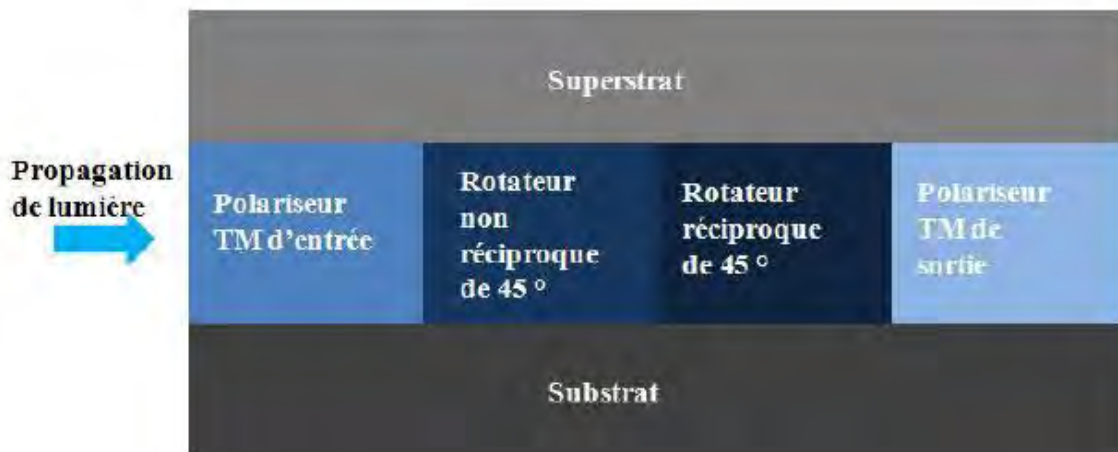 Superstrat
Propagation
de lumière
Polariseur
TM d'entrée
Rotateur
non
réciproque
de 45 °
Rotateur
réciproque
de 45 °
Polariseur
TM de
sortie
Substrat